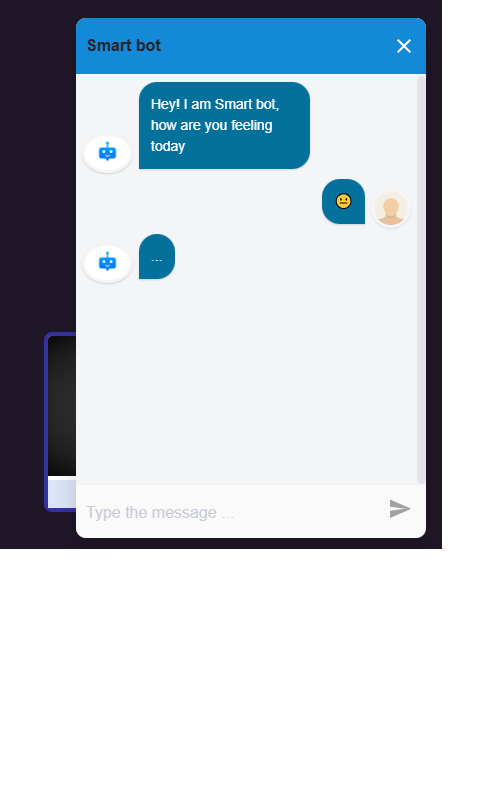 Smart bot
Hey! I am Smart bot,
how are you feeling
today
😐
...
Type the message ...